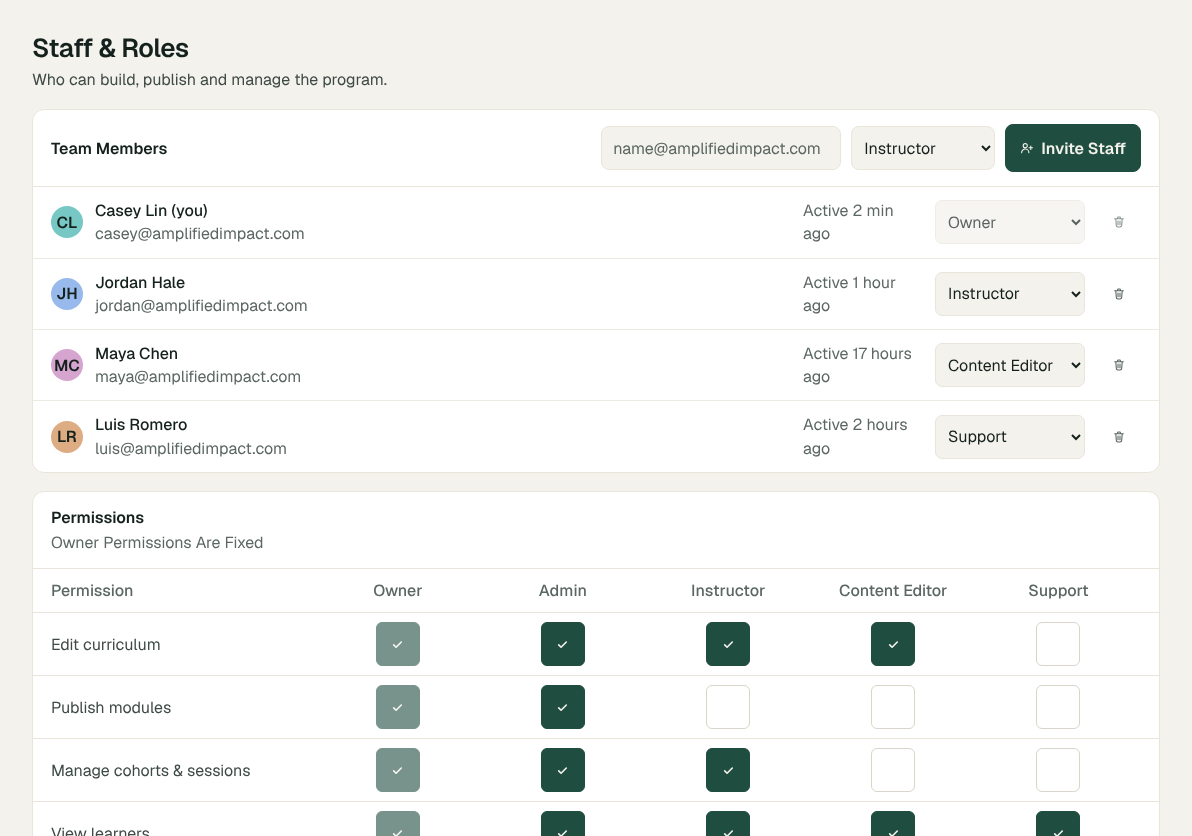 Staff & Roles
Who can build, publish and manage the program.
Team Members
name@amplifiedimpact.com
Instructor
Invite Staff
CL
Casey Lin (you)
casey@amplifiedimpact.com
Active 2 min
ago
Owner
JH
Jordan Hale
jordan@amplifiedimpact.com
Active 1 hour
ago
Instructor
MC
Maya Chen
maya@amplifiedimpact.com
Active 17 hours
ago
Content Editor
LR
Luis Romero
luis@amplifiedimpact.com
Active 2 hours
ago
Support
Permissions
Owner Permissions Are Fixed
Permission Owner Admin Instructor Content Editor Support
Edit curriculum
Publish modules
Manage cohorts & sessions
View learners